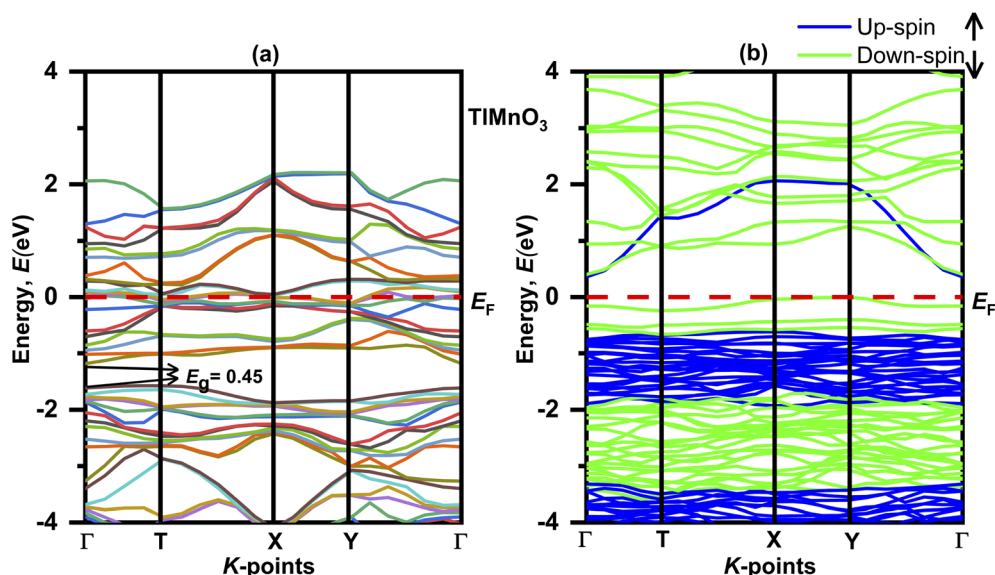 Up-spin
Down-spin
(a)
(b)
4
2
0
-2
-4
Energy, E(eV)
TlMnO3
EF
Eg = 0.45
Γ T X Y Γ
K-points
4
2
0
-2
-4
Energy, E(eV)
EF
Γ T X Y Γ
K-points